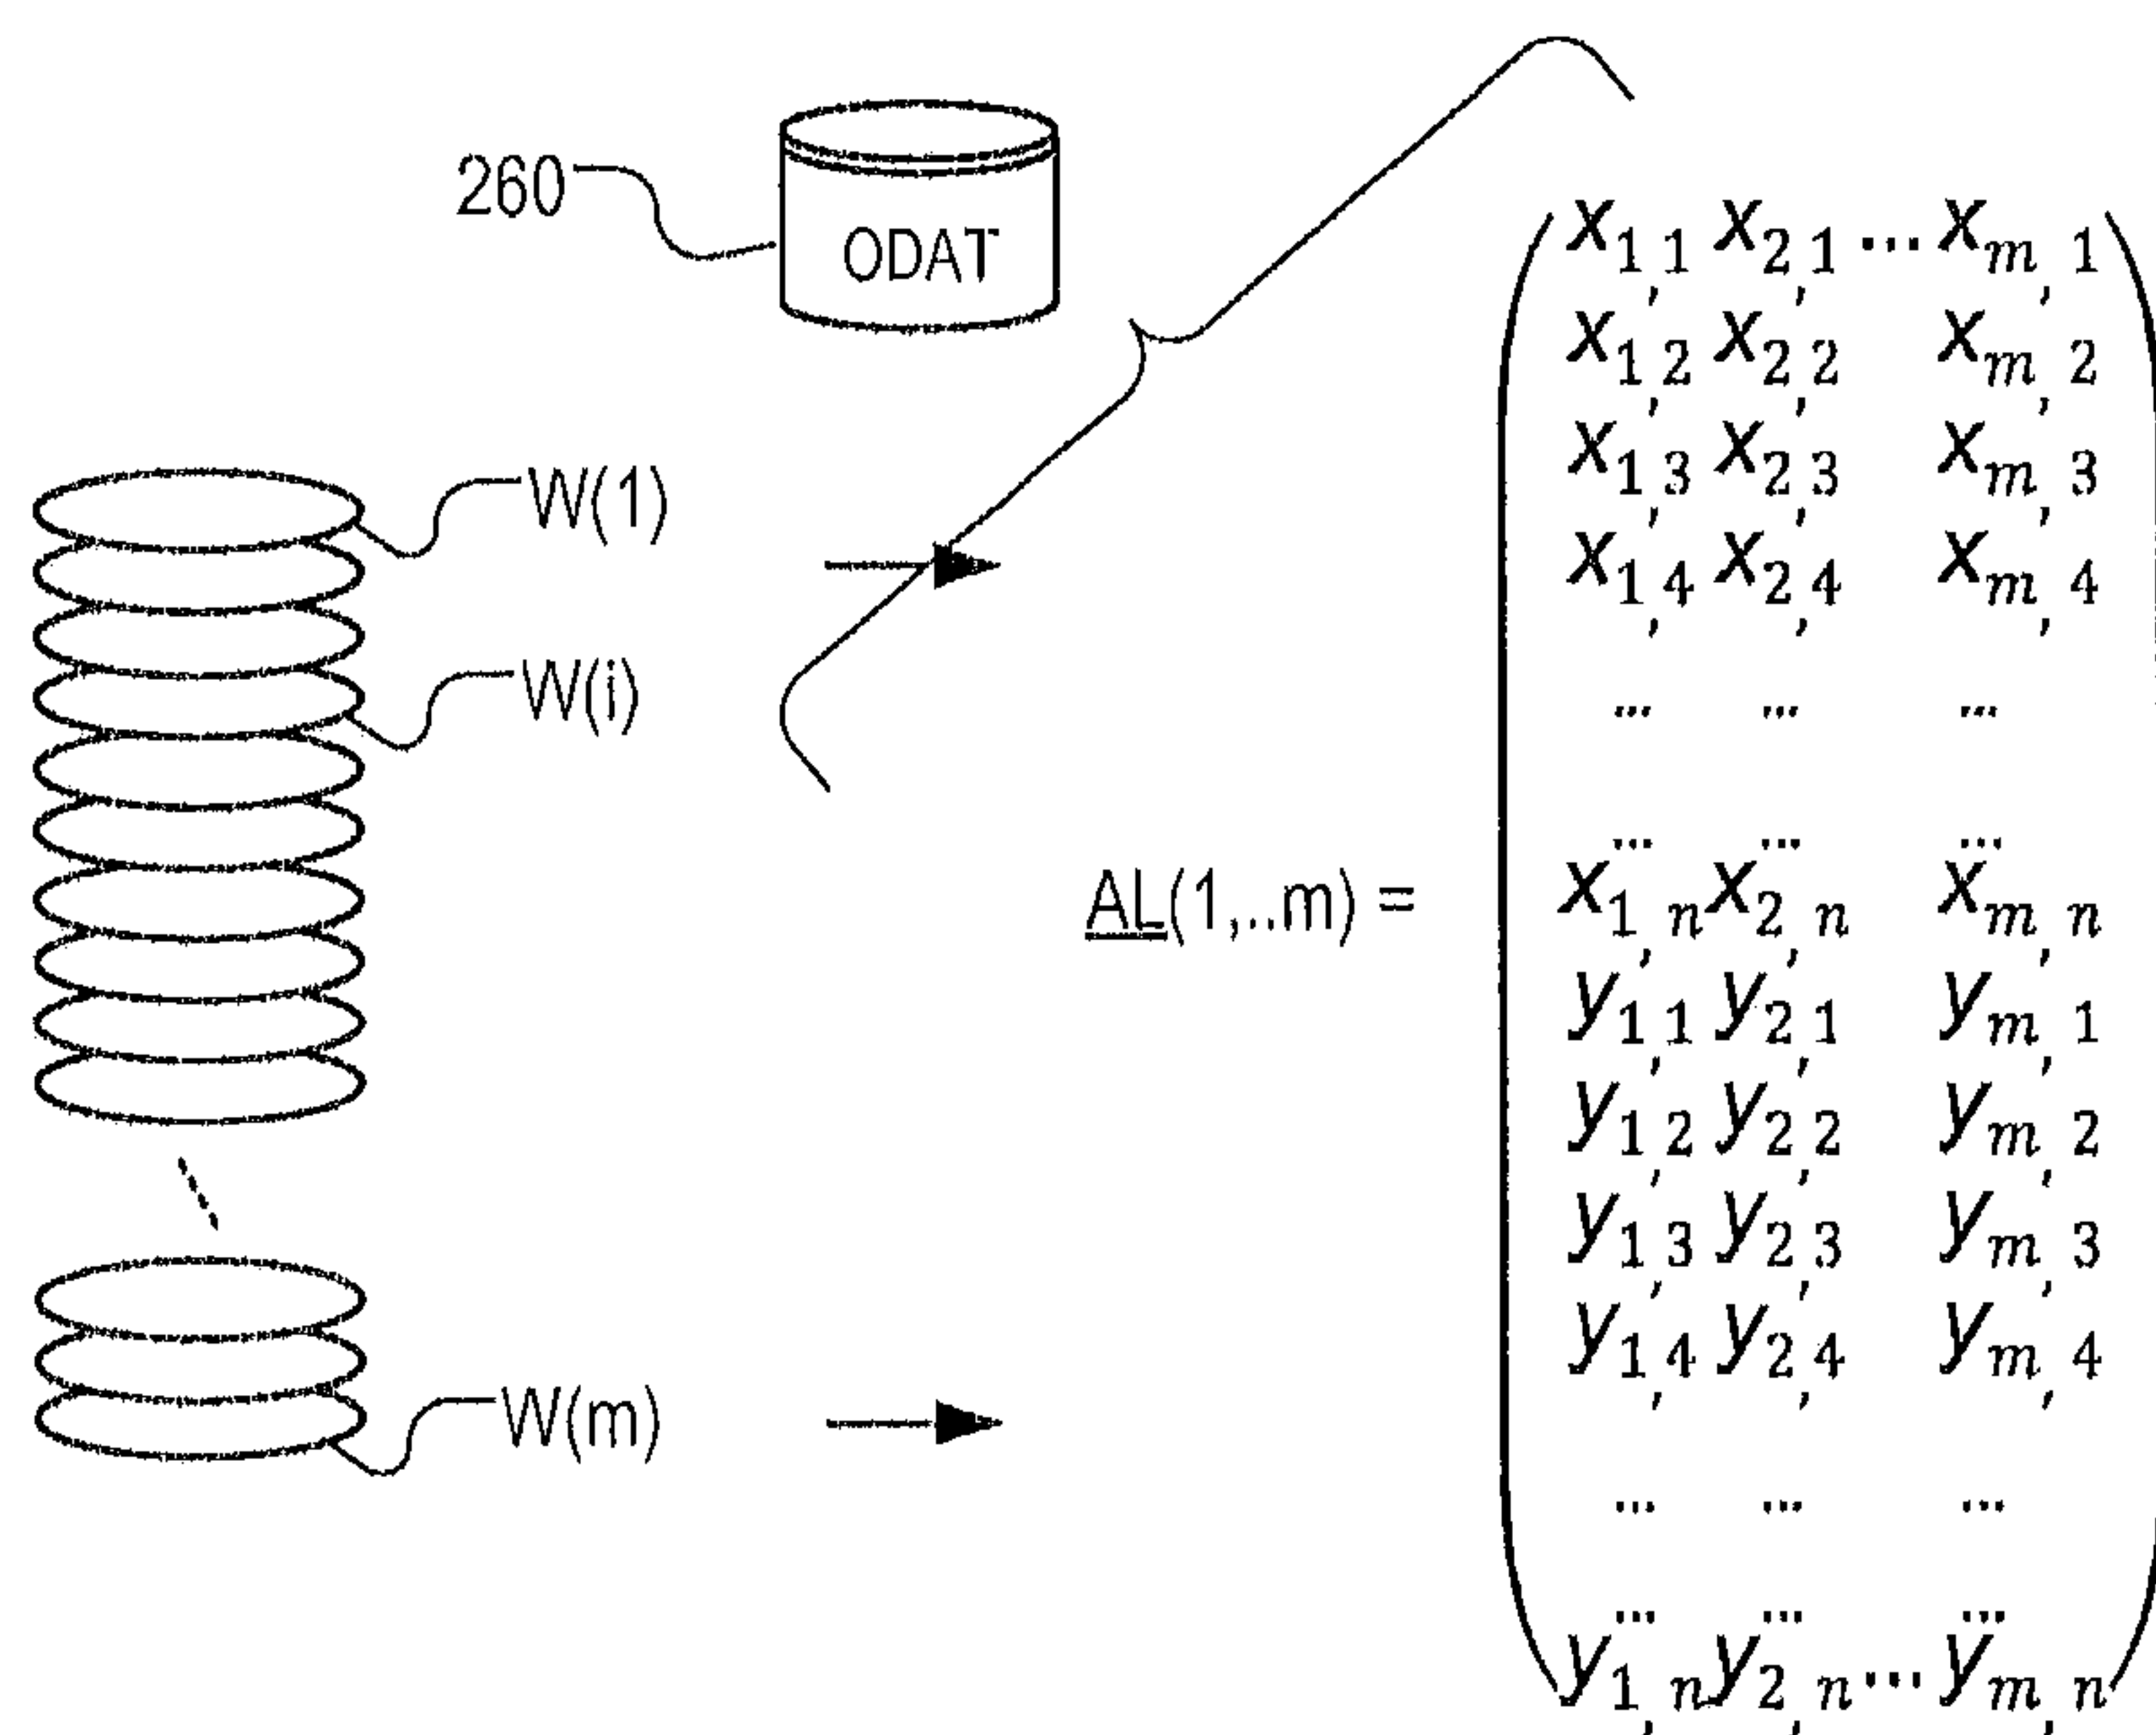 260
ODAT
W(1)
W(i)
W(m)
AL(1,..m) =
x1,1 x2,1 ... xm,1
x1,2 x2,2 xm,2
x1,3 x2,3 xm,3
x1,4 x2,4 xm,4
... ... ...
... ... ...
x1,n x2,n xm,n
y1,1 y2,1 ym,1
y1,2 y2,2 ym,2
y1,3 y2,3 ym,3
y1,4 y2,4 ym,4
... ... ...
... ... ...
y1,n y2,n ... ym,n